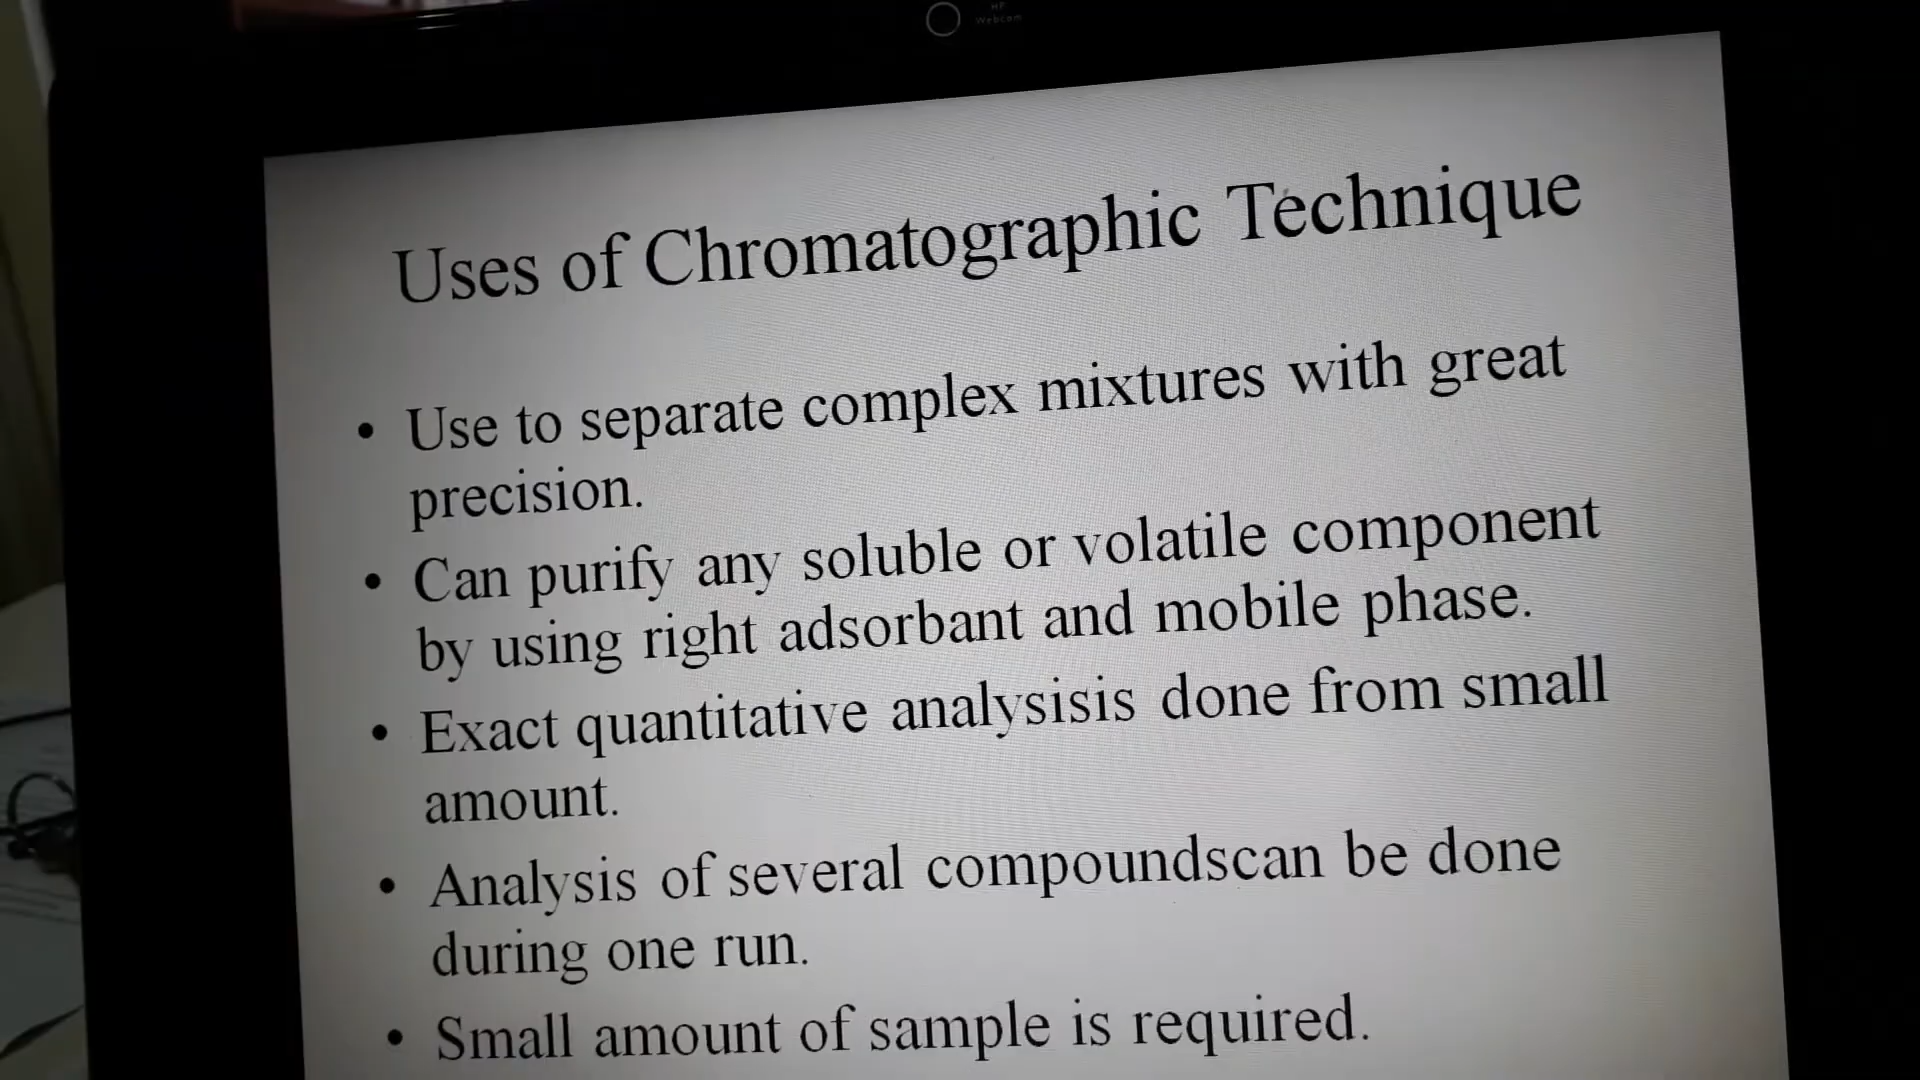 HP
Webcam
Uses of Chromatographic Technique
• Use to separate complex mixtures with great
precision.
• Can purify any soluble or volatile component
by using right adsorbant and mobile phase.
• Exact quantitative analysisis done from small
amount.
• Analysis of several compoundscan be done
during one run.
• Small amount of sample is required.